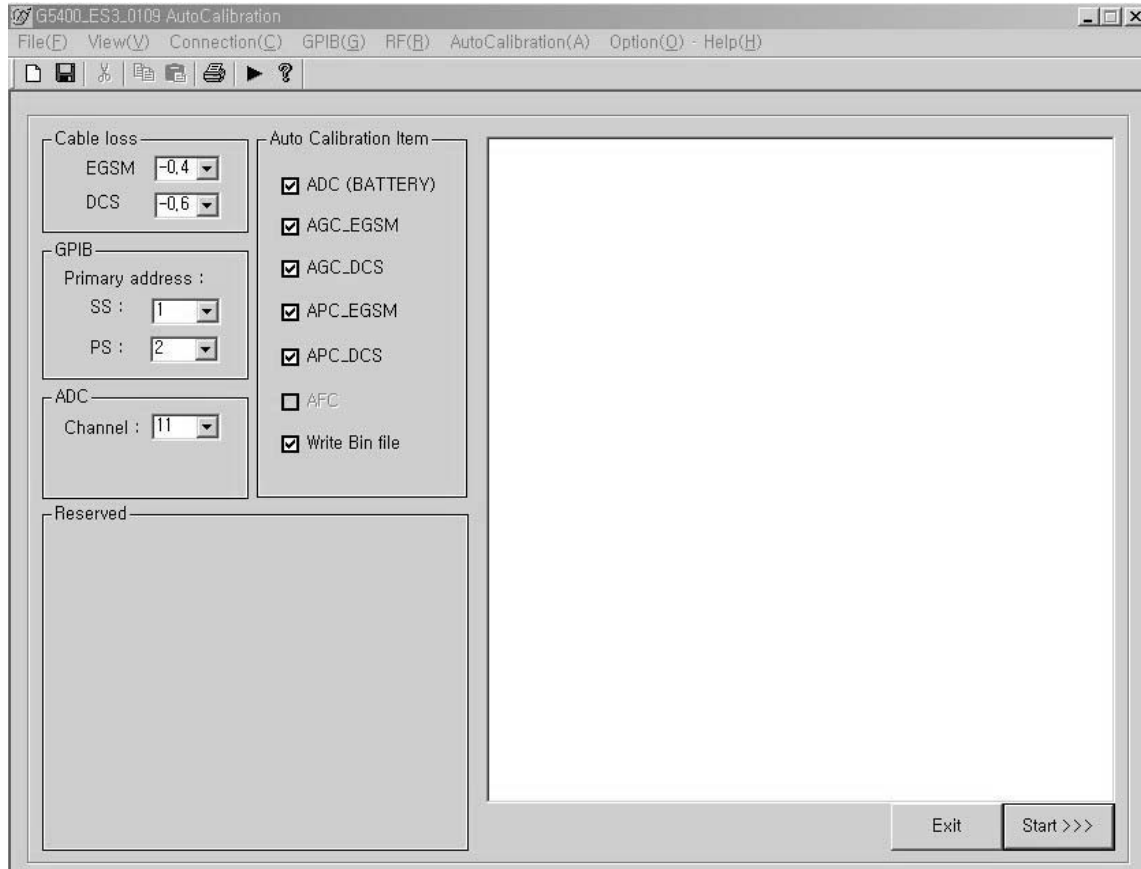 G5400_ES3_0109 AutoCalibration
File(F) View(V) Connection(C) GPIB(G) RF(R) AutoCalibration(A) Option(O) - Help(H)
Cable loss
EGSM -0,4
DCS -0,6
GPIB
Primary address :
SS : 1
PS : 2
ADC
Channel : 11
Auto Calibration Item
ADC (BATTERY)
AGC_EGSM
AGC_DCS
APC_EGSM
APC_DCS
AFC
Write Bin file
Reserved
Exit
Start >>>